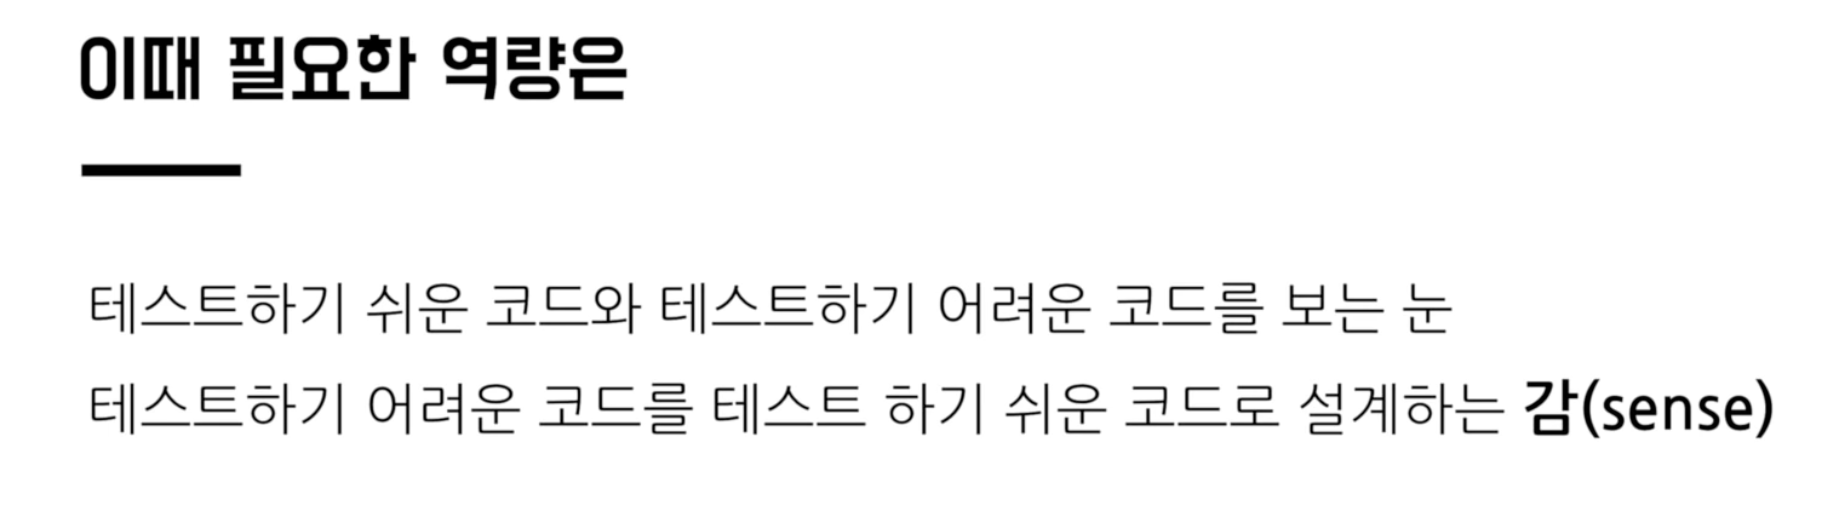 이때 필요한 역량은
테스트하기 쉬운 코드와 테스트하기 어려운 코드를 보는 눈
테스트하기 어려운 코드를 테스트 하기 쉬운 코드로 설계하는 감(sense)